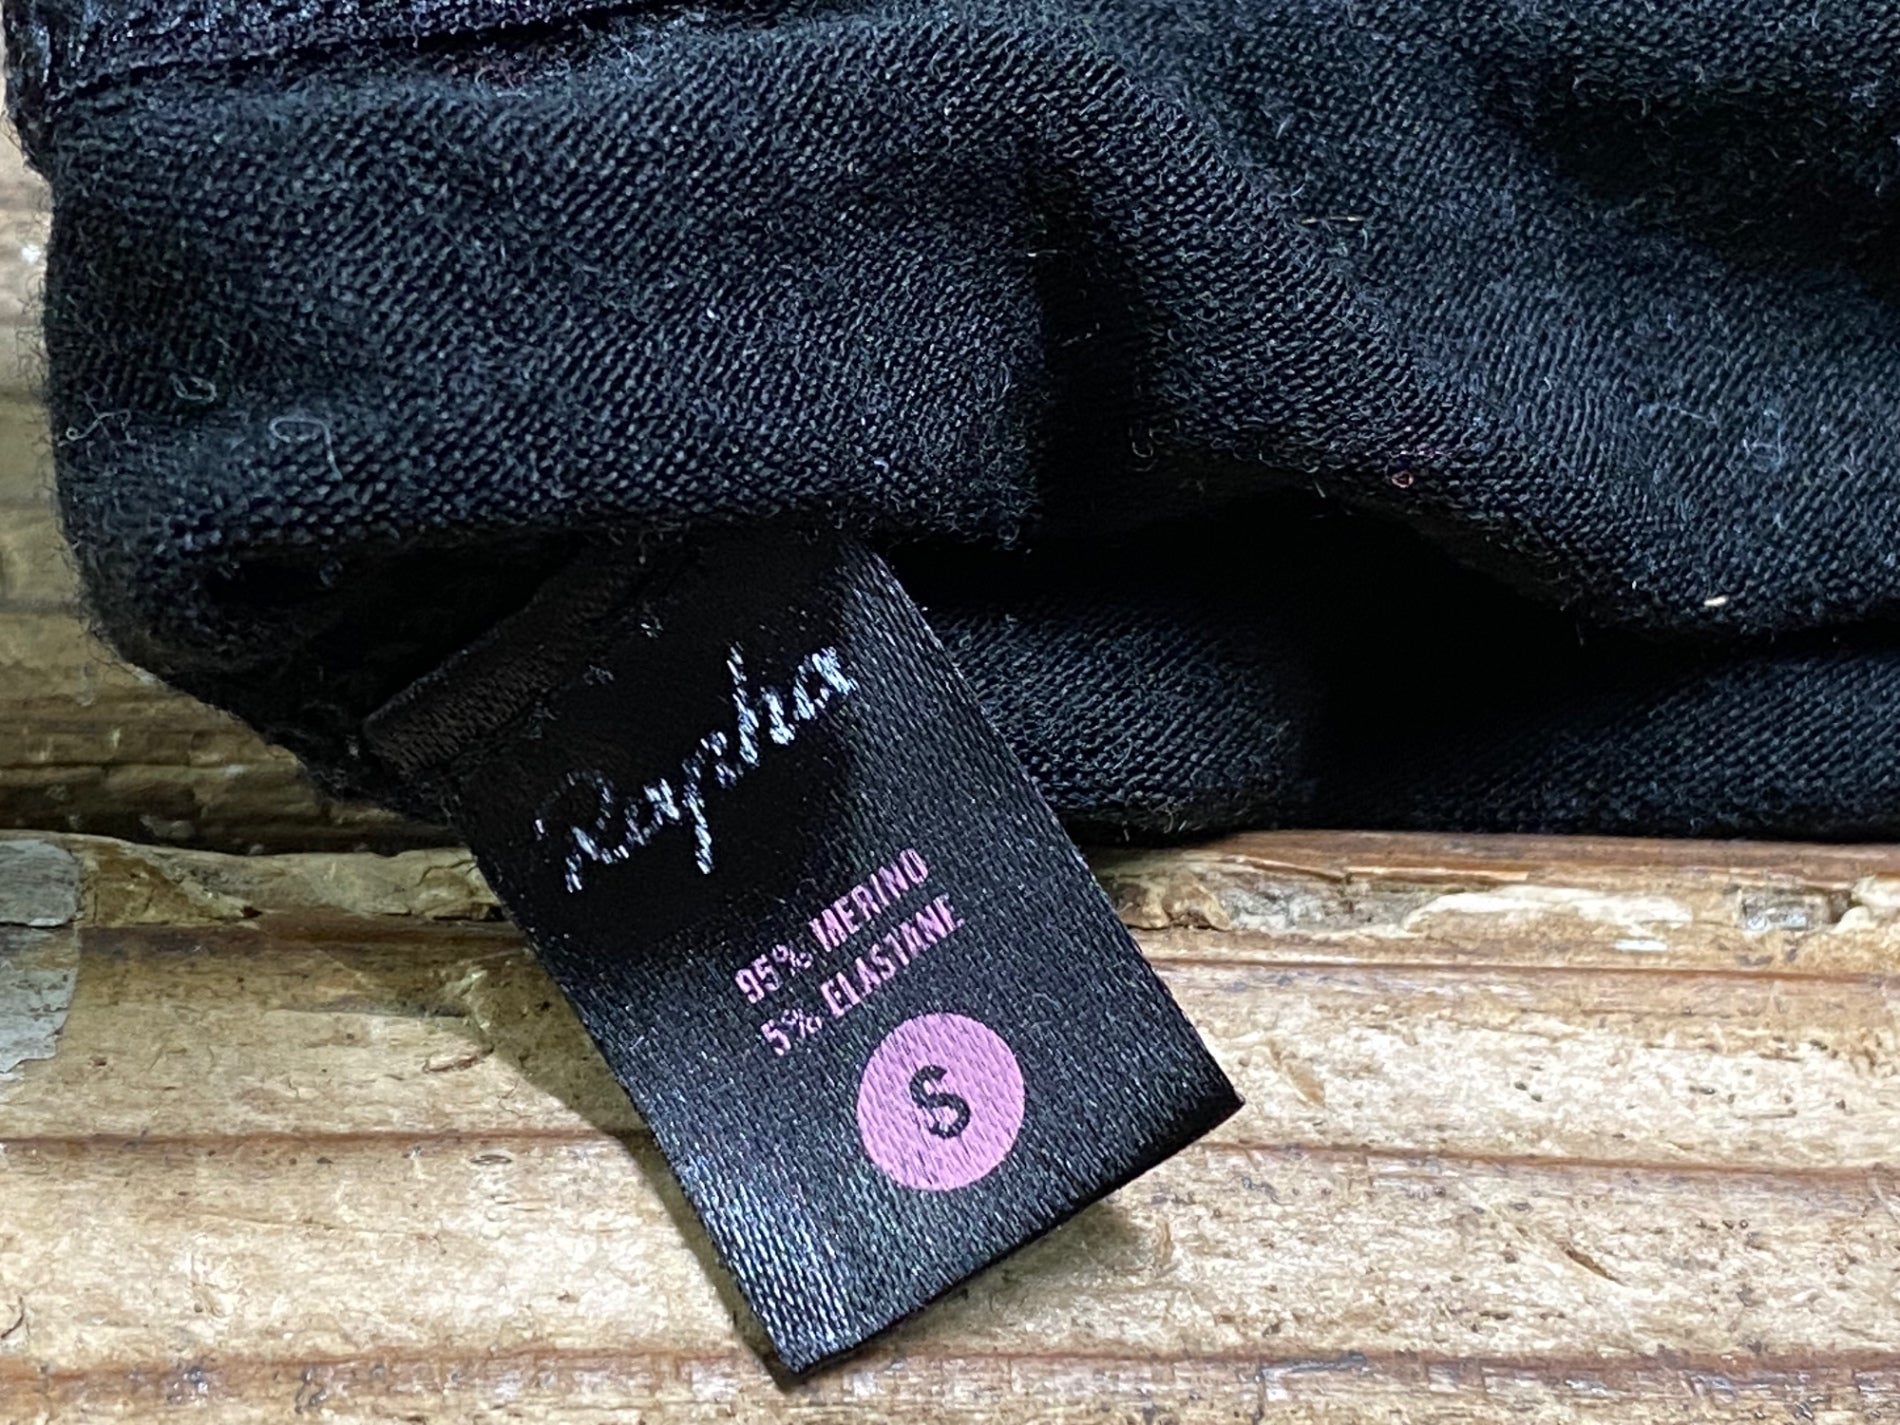 Rapha
95% MERINO
5% ELASTANE
S